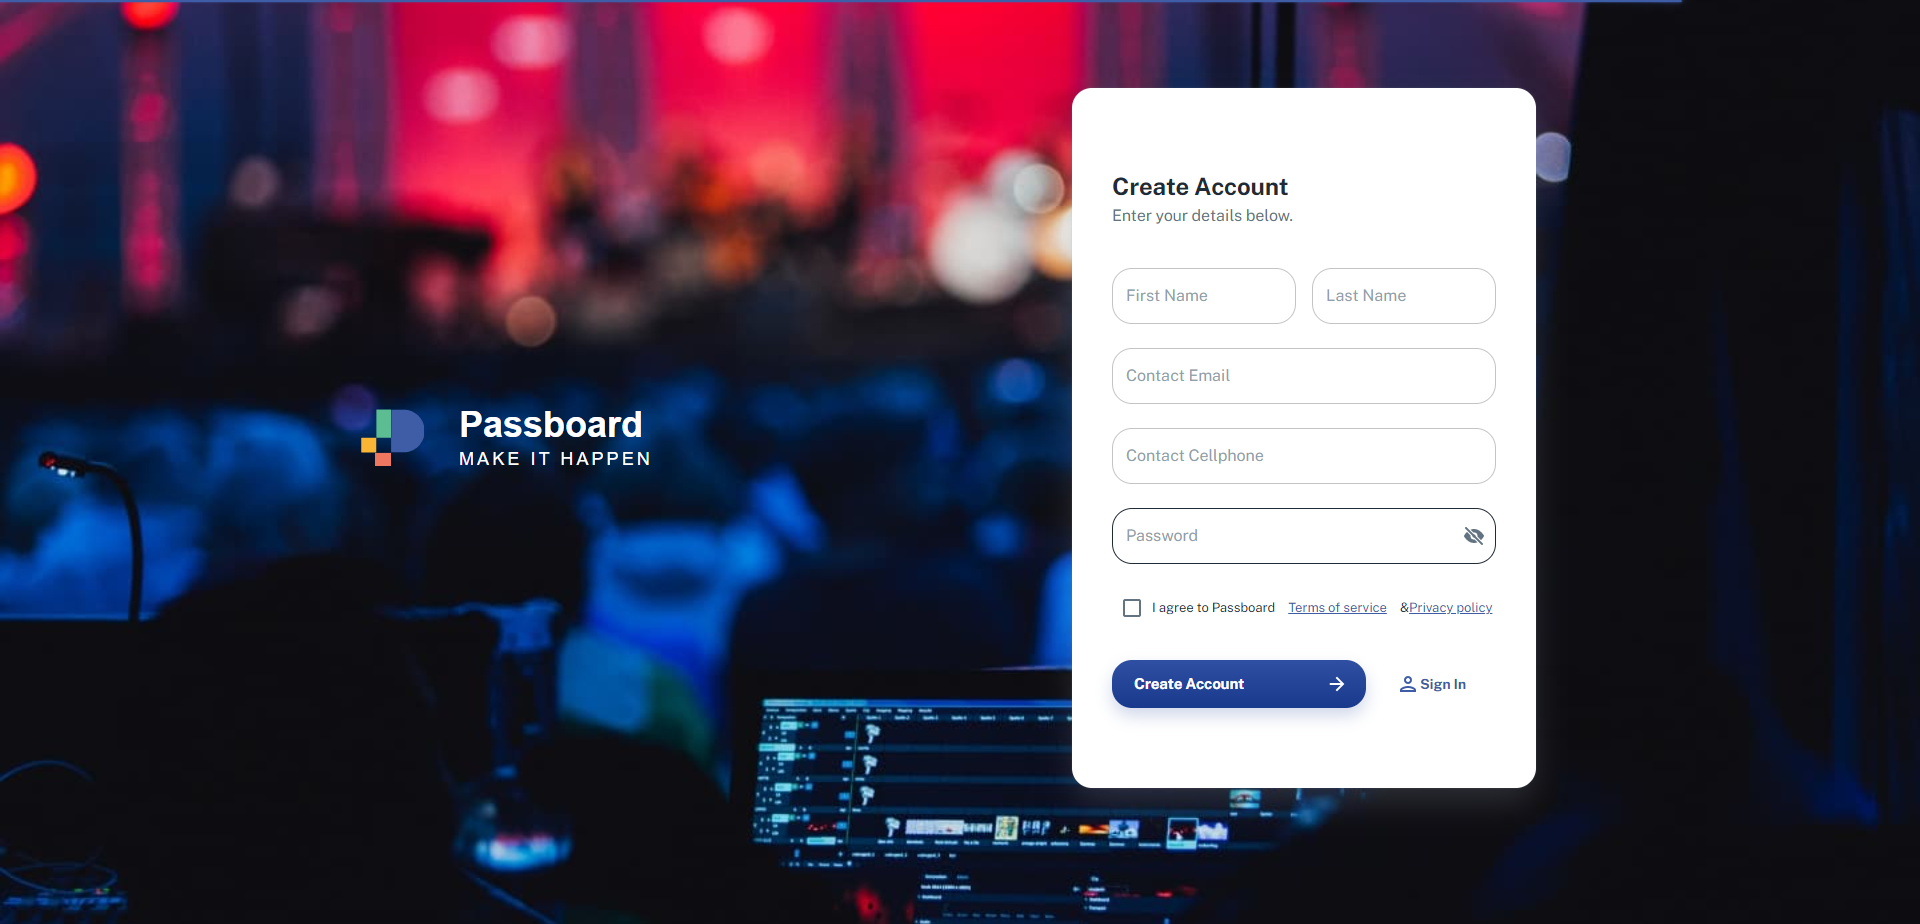 Passboard
MAKE IT HAPPEN
Create Account
Enter your details below.
First Name
Last Name
Contact Email
Contact Cellphone
Password
I agree to Passboard Terms of service &Privacy policy
Create Account
Sign In